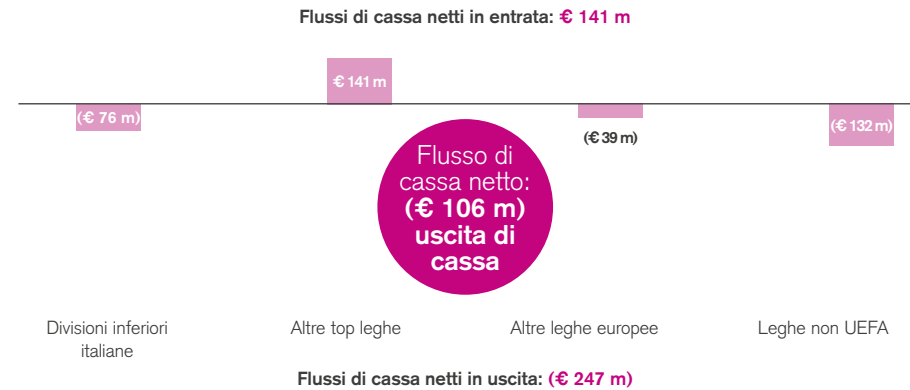 Flussi di cassa netti in entrata: € 141 m
€ 141 m
(€ 76 m)
(€ 39 m)
(€ 132 m)
Flusso di
cassa netto:
(€ 106 m)
uscita di
cassa
Divisioni inferiori
italiane
Altre top leghe
Altre leghe europee
Leghe non UEFA
Flussi di cassa netti in uscita: (€ 247 m)